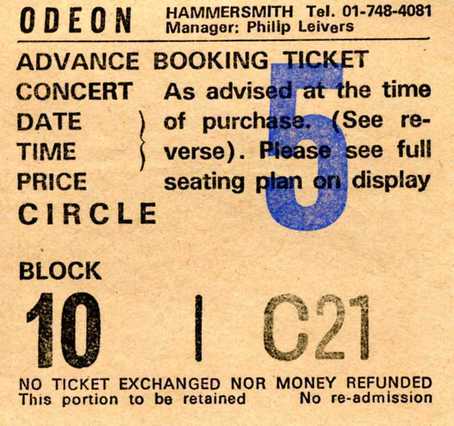 ODEON HAMMERSMITH Tel. 01-748-4081
Manager: Philip Leivers
ADVANCE BOOKING TICKET
CONCERT As advised at the time
DATE of purchase. (See re-
TIME verse). Please see full
PRICE seating plan on display
5
CIRCLE
BLOCK
10 | C21
NO TICKET EXCHANGED NOR MONEY REFUNDED
This portion to be retained No re-admission